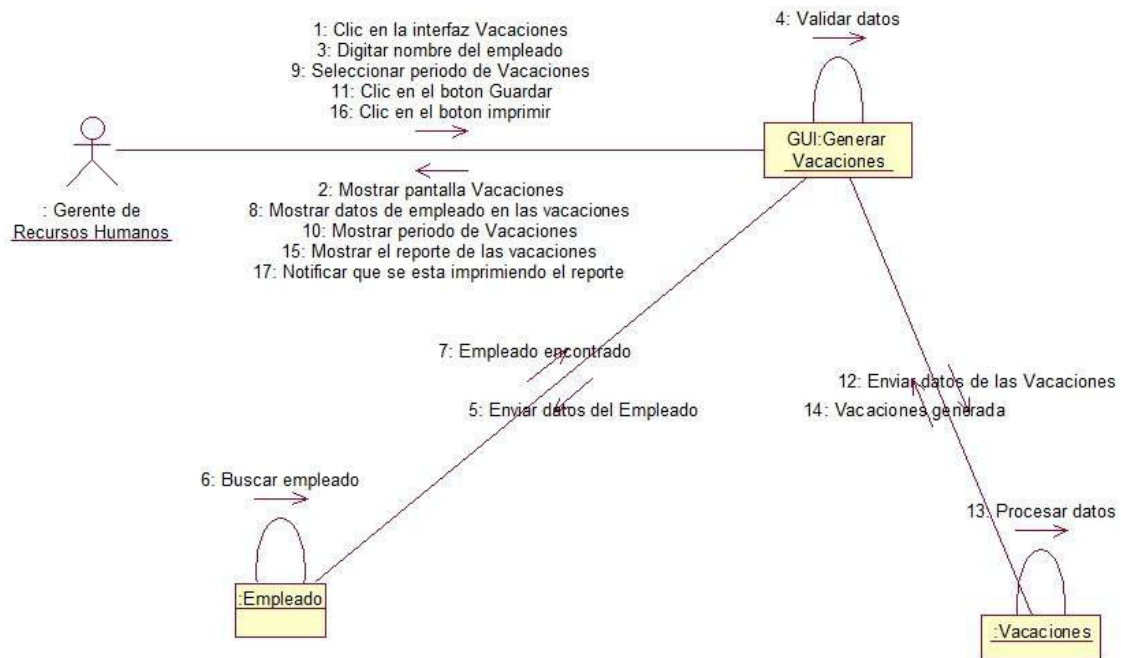 4: Validar datos
1: Clic en la interfaz Vacaciones
3: Digitar nombre del empleado
9: Seleccionar periodo de Vacaciones
11: Clic en el boton Guardar
16: Clic en el boton imprimir
GUI:Generar
Vacaciones
: Gerente de
Recursos Humanos
2: Mostrar pantalla Vacaciones
8: Mostrar datos de empleado en las vacaciones
10: Mostrar periodo de Vacaciones
15: Mostrar el reporte de las vacaciones
17: Notificar que se esta imprimiendo el reporte
7: Empleado encontrado
5: Enviar datos del Empleado
12: Enviar datos de las Vacaciones
14: Vacaciones generada
6: Buscar empleado
13: Procesar datos
:Empleado
:Vacaciones